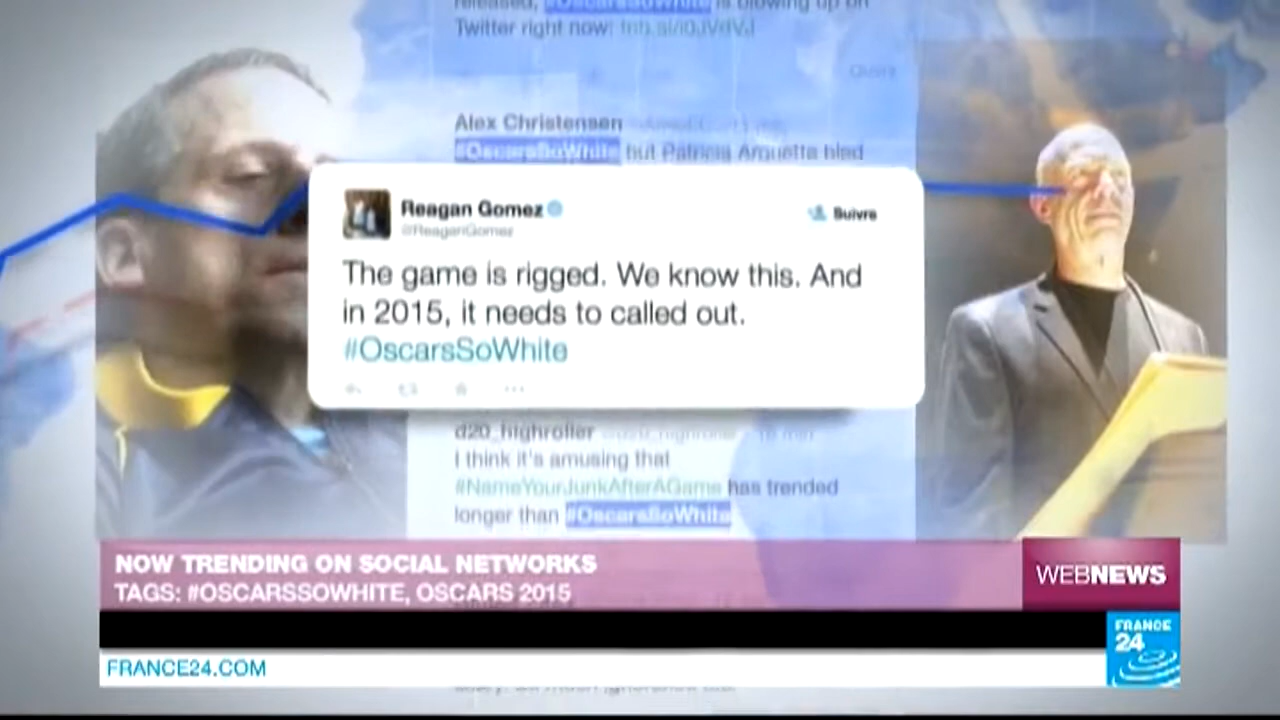 released, #OscarsSoWhite is blowing up on
Twitter right now:
Alex Christensen
#OscarsSoWhite but Patricia Arquette bled
Reagan Gomez
@ReaganGomez
Suivre
The game is rigged. We know this. And
in 2015, it needs to called out.
#OscarsSoWhite
d20_highroller
I think it's amusing that
#NameYourJunkAfterAGame has trended
longer than #OscarsSoWhite
NOW TRENDING ON SOCIAL NETWORKS
TAGS: #OSCARSSOWHITE, OSCARS 2015
WEBNEWS
FRANCE
24
FRANCE24.COM